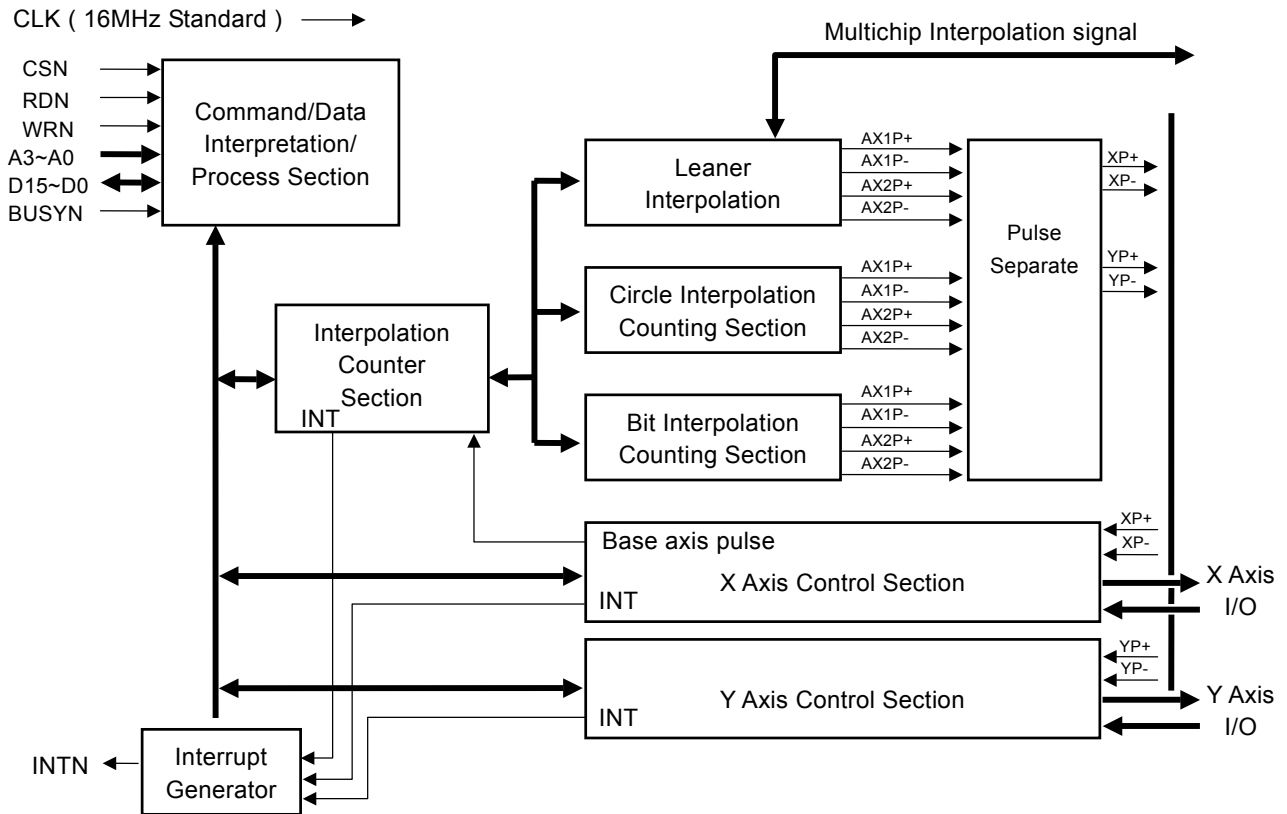 CLK ( 16MHz Standard )
Multichip Interpolation signal
CSN
RDN
WRN
A3~A0
D15~D0
BUSYN
Command/Data
Interpretation/
Process Section
Leaner
Interpolation
AX1P+
AX1P-
AX2P+
AX2P-
Circle Interpolation
Counting Section
AX1P+
AX1P-
AX2P+
AX2P-
Bit Interpolation
Counting Section
AX1P+
AX1P-
AX2P+
AX2P-
Pulse
Separate
XP+
XP-
YP+
YP-
Interpolation
Counter
Section
INT
Base axis pulse
X Axis Control Section
INT
XP+
XP-
X Axis
I/O
Y Axis Control Section
INT
YP+
YP-
Y Axis
I/O
INTN
Interrupt
Generator